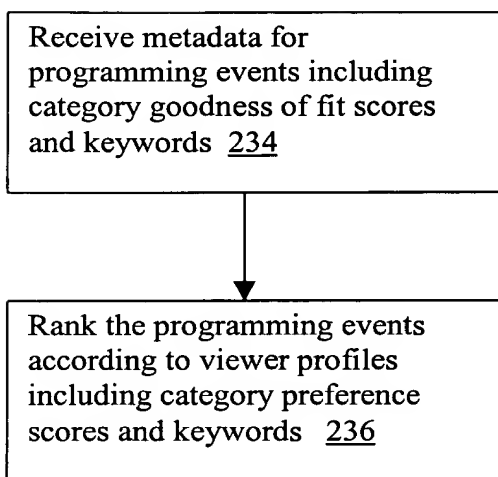 Receive metadata for
programming events including
category goodness of fit scores
and keywords 234
Rank the programming events
according to viewer profiles
including category preference
scores and keywords 236